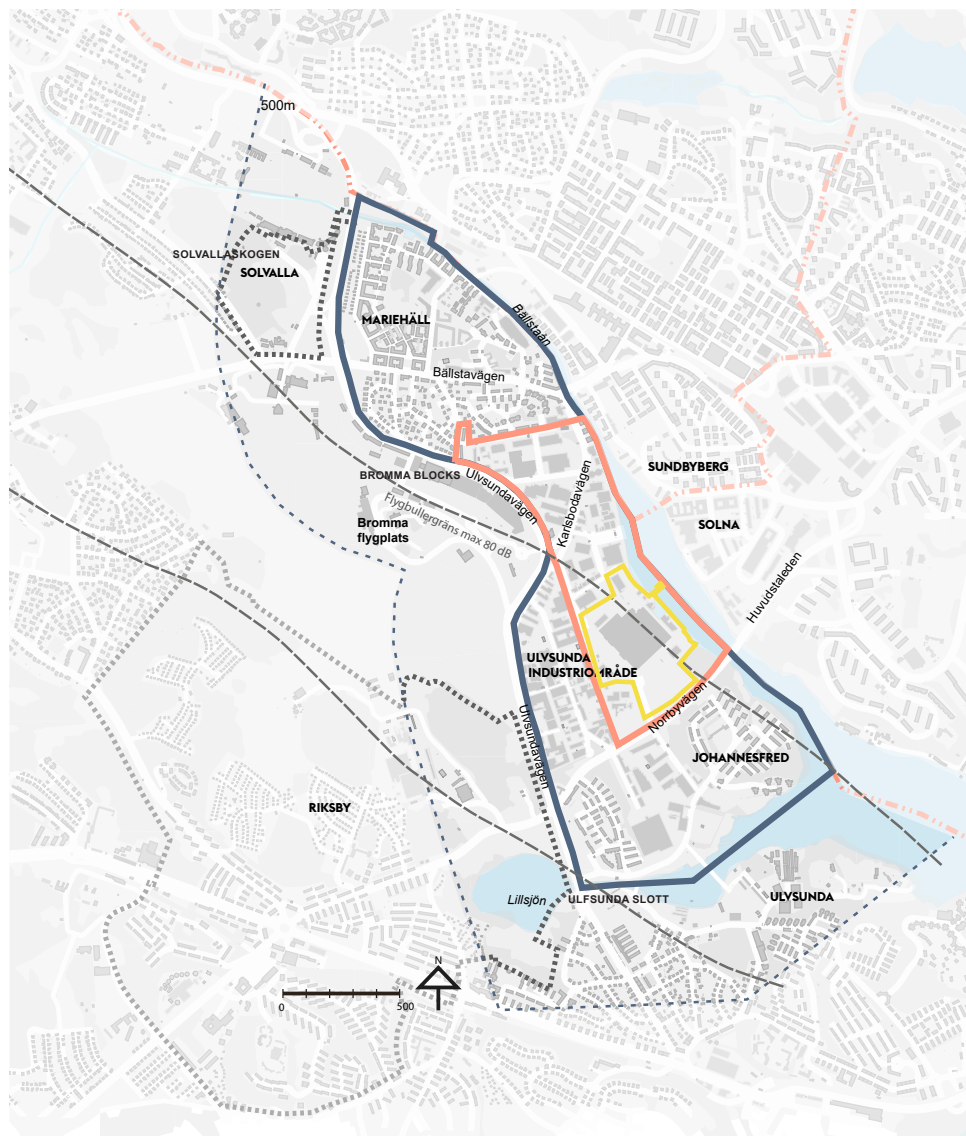 500m
SOLVALLASKOGEN
SOLVALLA
MARIEHÄLL
Bällstaån
Bällstavägen
SUNDBYBERG
BROMMA BLOCKS
Ulvsundavägen
Karlsbodavägen
SOLNA
Flygbullergräns max 80 dB
Bromma
flygplats
Huvudstaleden
ULVSUNDA
INDUSTRIOMRÅDE
Norrbyvägen
Ulvsundavägen
JOHANNESFRED
RIKSBY
Lillsjön
ULFSUNDA SLOTT
ULVSUNDA
N
0
500